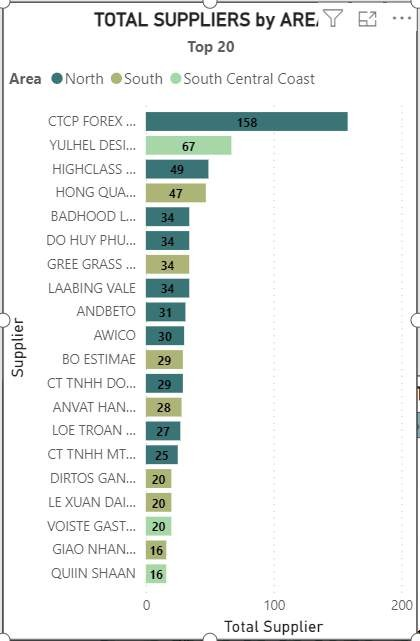 TOTAL SUPPLIERS by ARE
Top 20
Area North South South Central Coast
CTCP FOREX ... 158
YULHEL DESI... 67
HIGHCLASS ... 49
HONG QUA... 47
BADHOOD L... 34
DO HUY PHU... 34
GREE GRASS ... 34
LAABING VALE 34
ANDBETO 31
AWICO 30
BO ESTIMAE 29
CT TNHH DO... 29
ANVAT HAN... 28
LOE TROAN ... 27
CT TNHH MT... 25
DIRTOS GAN... 20
LE XUAN DAI... 20
VOISTE GAST... 20
GIAO NHAN... 16
QUIIN SHAAN 16
Supplier
0 100 200
Total Supplier